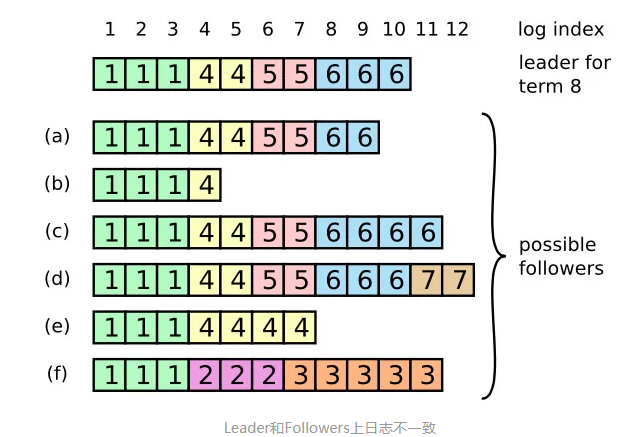 1 2 3 4 5 6 7 8 9 10 11 12 log index
1 1 1 4 4 5 5 6 6 6 leader for
term 8
(a) 1 1 1 4 4 5 5 6 6
(b) 1 1 1 4
(c) 1 1 1 4 4 5 5 6 6 6 6
(d) 1 1 1 4 4 5 5 6 6 6 7 7
(e) 1 1 1 4 4 4 4
(f) 1 1 1 2 2 2 3 3 3 3 3
possible
followers
Leader和Followers上日志不一致